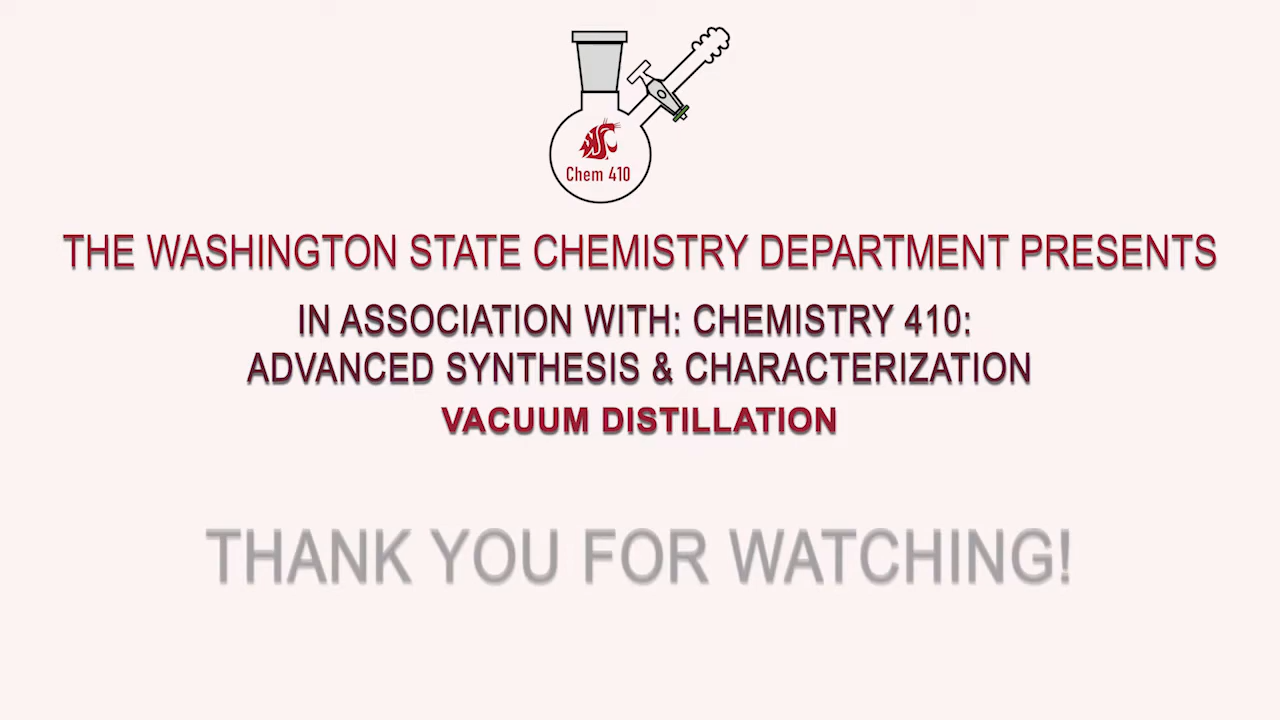 Chem 410
THE WASHINGTON STATE CHEMISTRY DEPARTMENT PRESENTS
IN ASSOCIATION WITH: CHEMISTRY 410:
ADVANCED SYNTHESIS & CHARACTERIZATION
VACUUM DISTILLATION
THANK YOU FOR WATCHING!